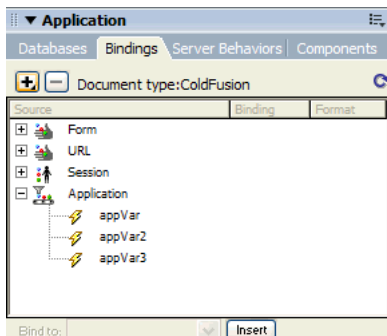 Application
Databases Bindings Server Behaviors Components
Document type:ColdFusion
Source Binding Format
Form
URL
Session
Application
appVar
appVar2
appVar3
Bind to: Insert